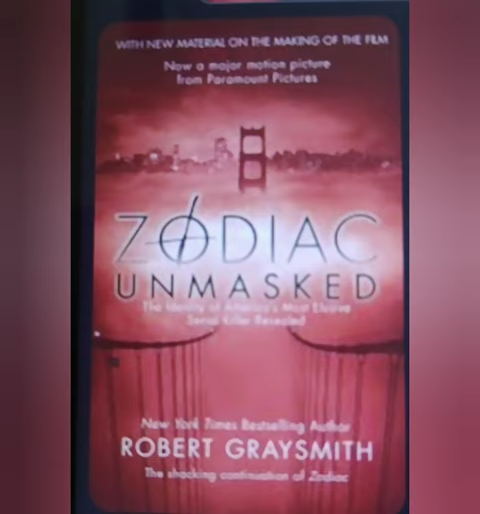 WITH NEW MATERIAL ON THE MAKING OF THE FILM
Now a major motion picture
from Paramount Pictures
ZODIAC
UNMASKED
The Identity of America's Most Elusive
Serial Killer Revealed
New York Times Bestselling Author
ROBERT GRAYSMITH
The shocking continuation of Zodiac